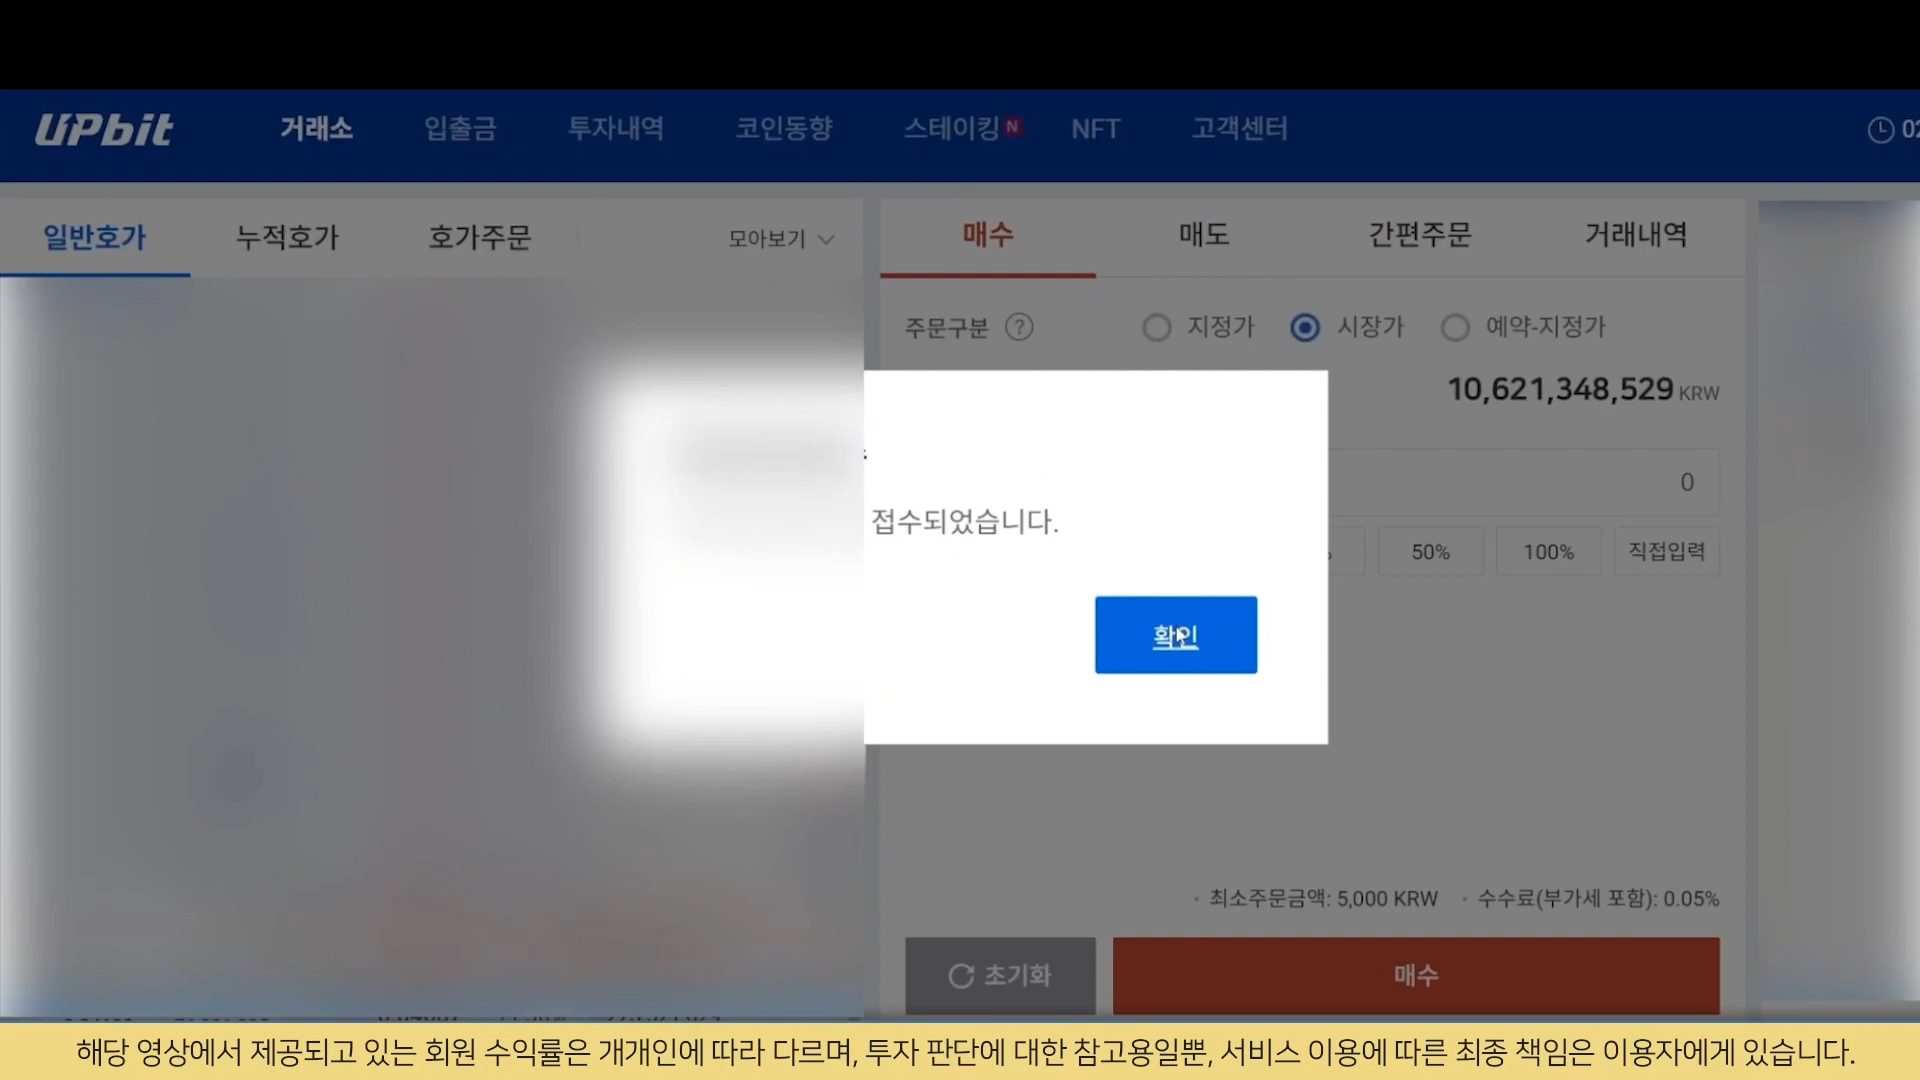 UPbit 거래소 입출금 투자내역 코인동향 스테이킹 N NFT 고객센터
일반호가 누적호가 호가주문 모아보기
매수 매도 간편주문 거래내역
주문구분 ? 지정가 시장가 예약-지정가
10,621,348,529 KRW
0
접수되었습니다.
50% 100% 직접입력
확인
· 최소주문금액: 5,000 KRW · 수수료(부가세 포함): 0.05%
초기화 매수
해당 영상에서 제공되고 있는 회원 수익률은 개개인에 따라 다르며, 투자 판단에 대한 참고용일뿐, 서비스 이용에 따른 최종 책임은 이용자에게 있습니다.